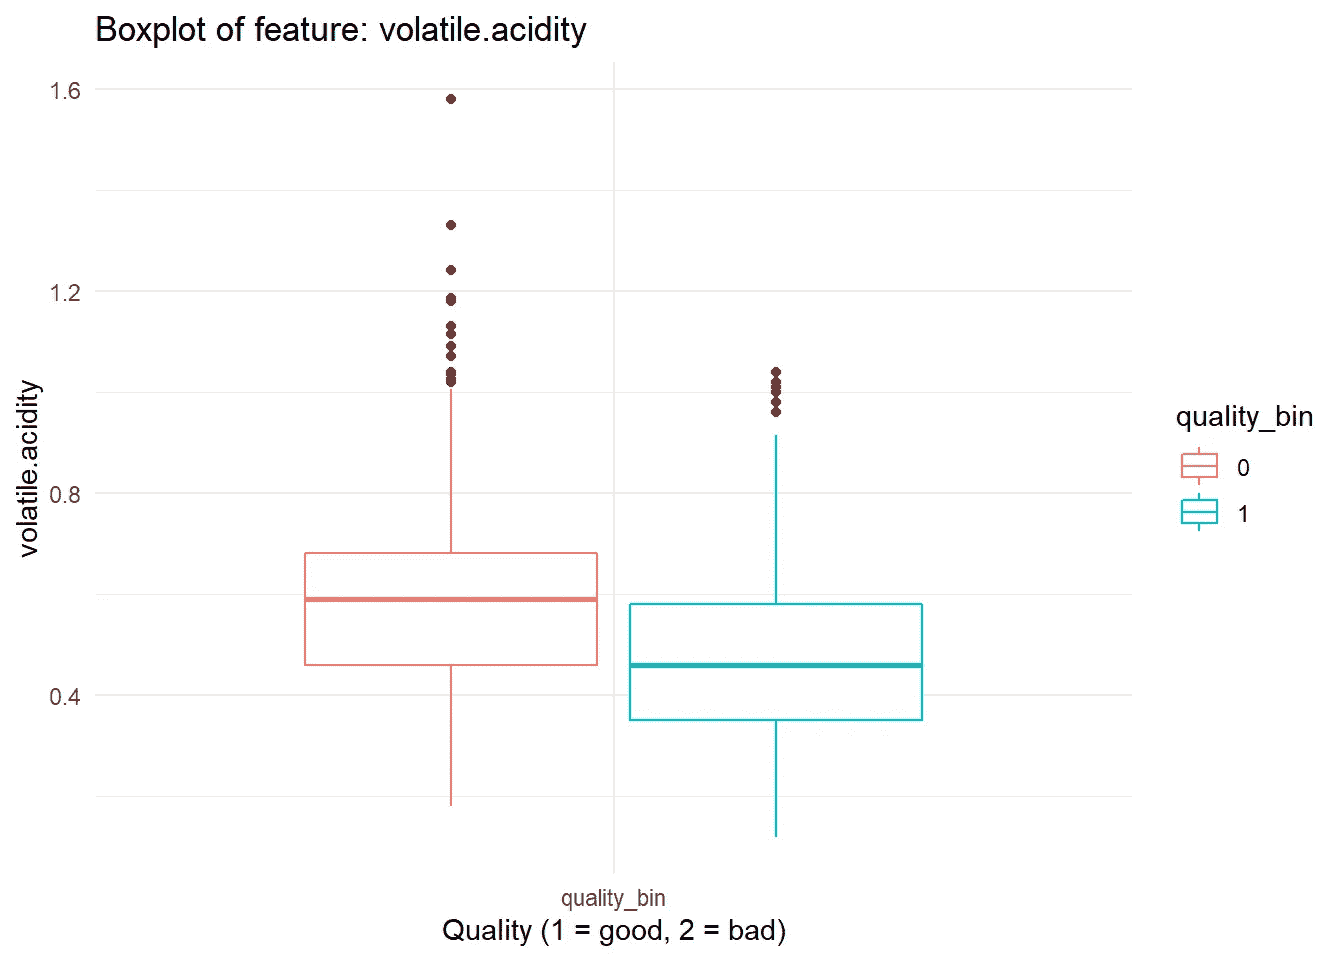 Boxplot of feature: volatile.acidity
1.6
1.2
0.8
0.4
volatile.acidity
quality_bin
Quality (1 = good, 2 = bad)
quality_bin
0
1